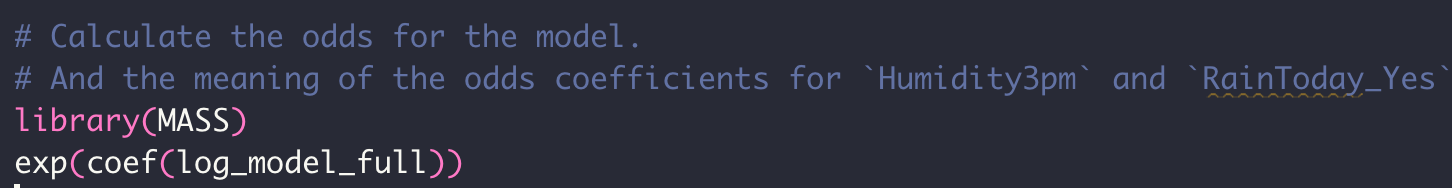 # Calculate the odds for the model.
# And the meaning of the odds coefficients for `Humidity3pm` and `RainToday_Yes`
library(MASS)
exp(coef(log_model_full))